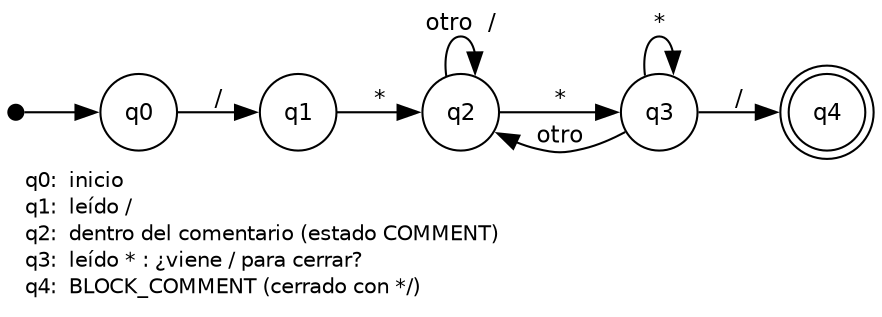 otro /
*
q0
/
q1
*
q2
*
q3
/
q4
otro
q0: inicio
q1: leído /
q2: dentro del comentario (estado COMMENT)
q3: leído * : ¿viene / para cerrar?
q4: BLOCK_COMMENT (cerrado con */)